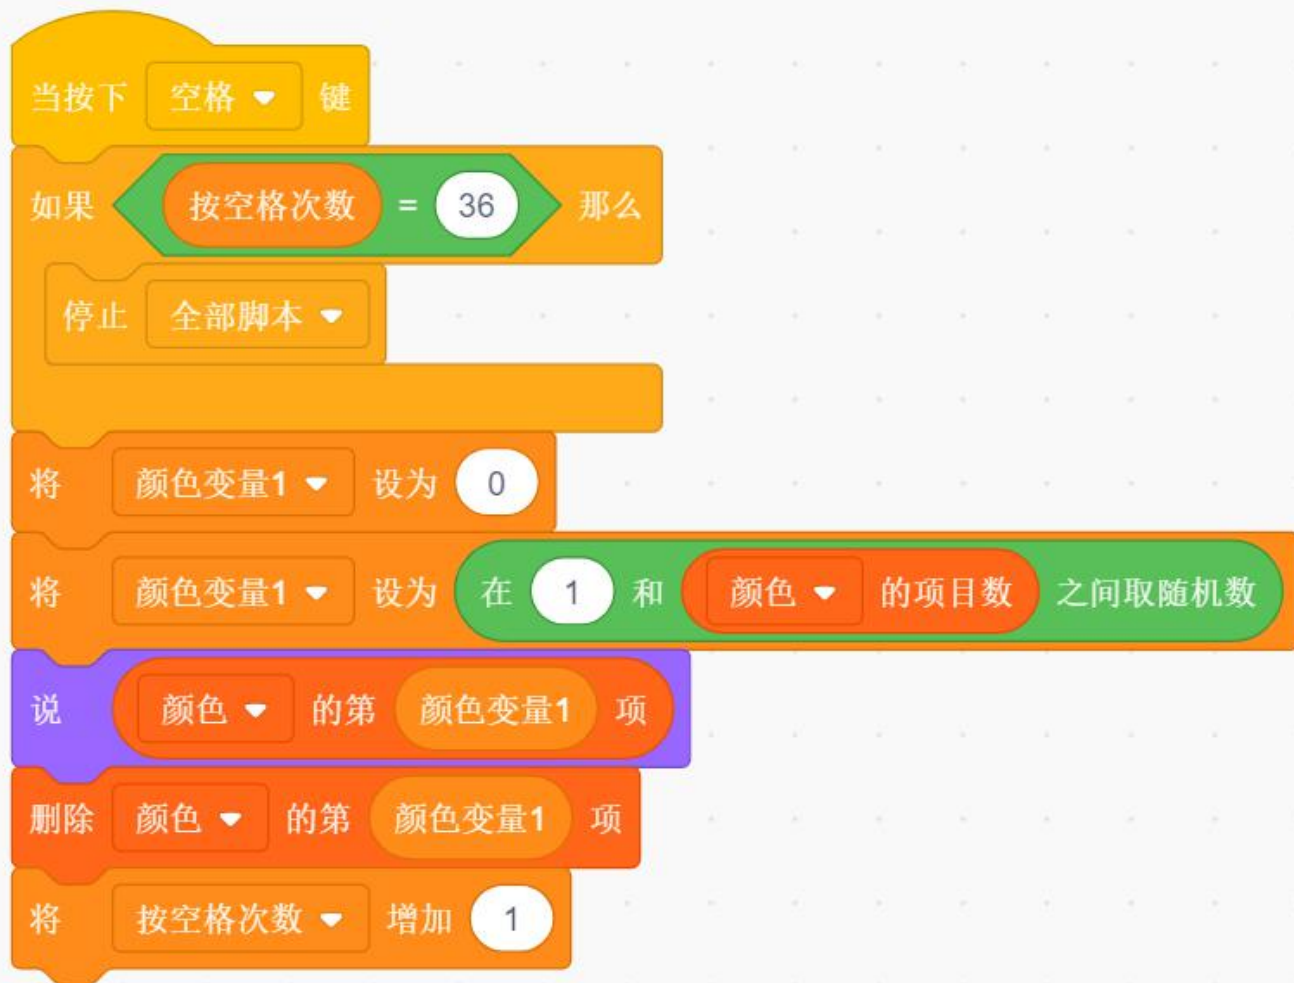 当按下 空格 键
如果 按空格次数 = 36 那么
停止 全部脚本
将 颜色变量1 设为 0
将 颜色变量1 设为 在 1 和 颜色 的项目数 之间取随机数
说 颜色 的第 颜色变量1 项
删除 颜色 的第 颜色变量1 项
将 按空格次数 增加 1